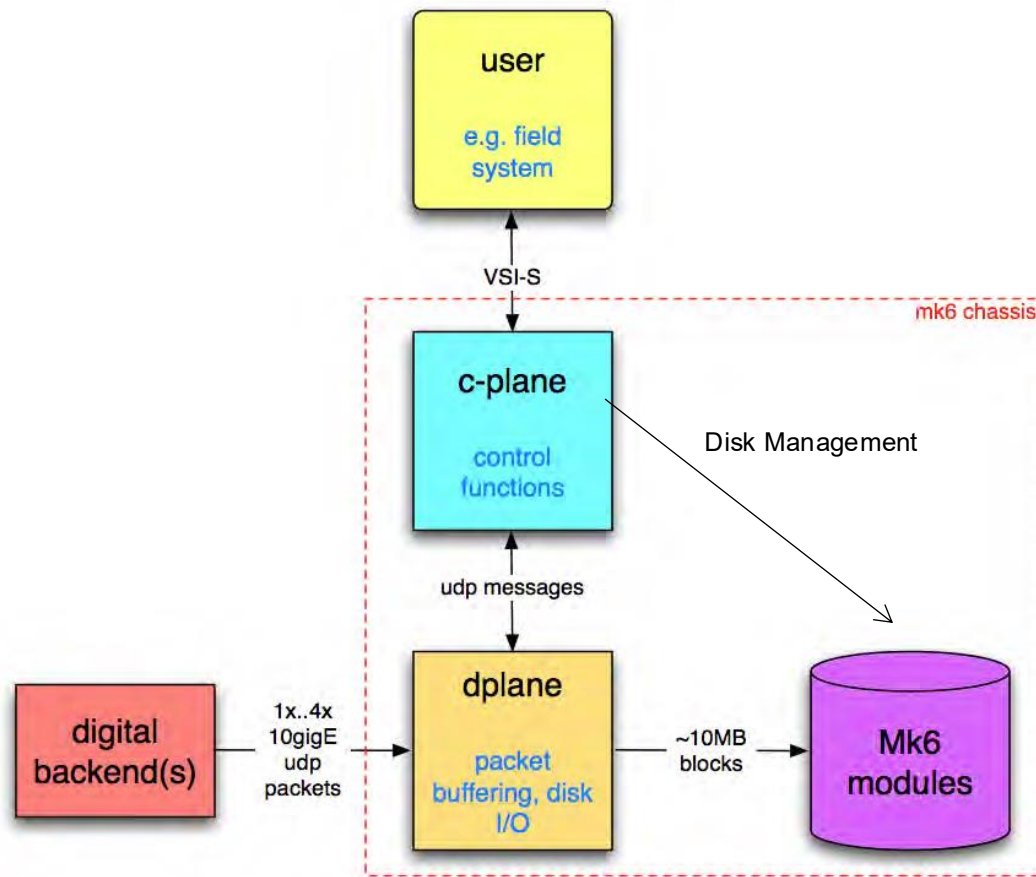 user
e.g. field
system
VSI-S
mk6 chassis
c-plane
control
functions
Disk Management
udp messages
digital
backend(s)
1x..4x
10gigE
udp
packets
dplane
packet
buffering, disk
I/O
~10MB
blocks
Mk6
modules